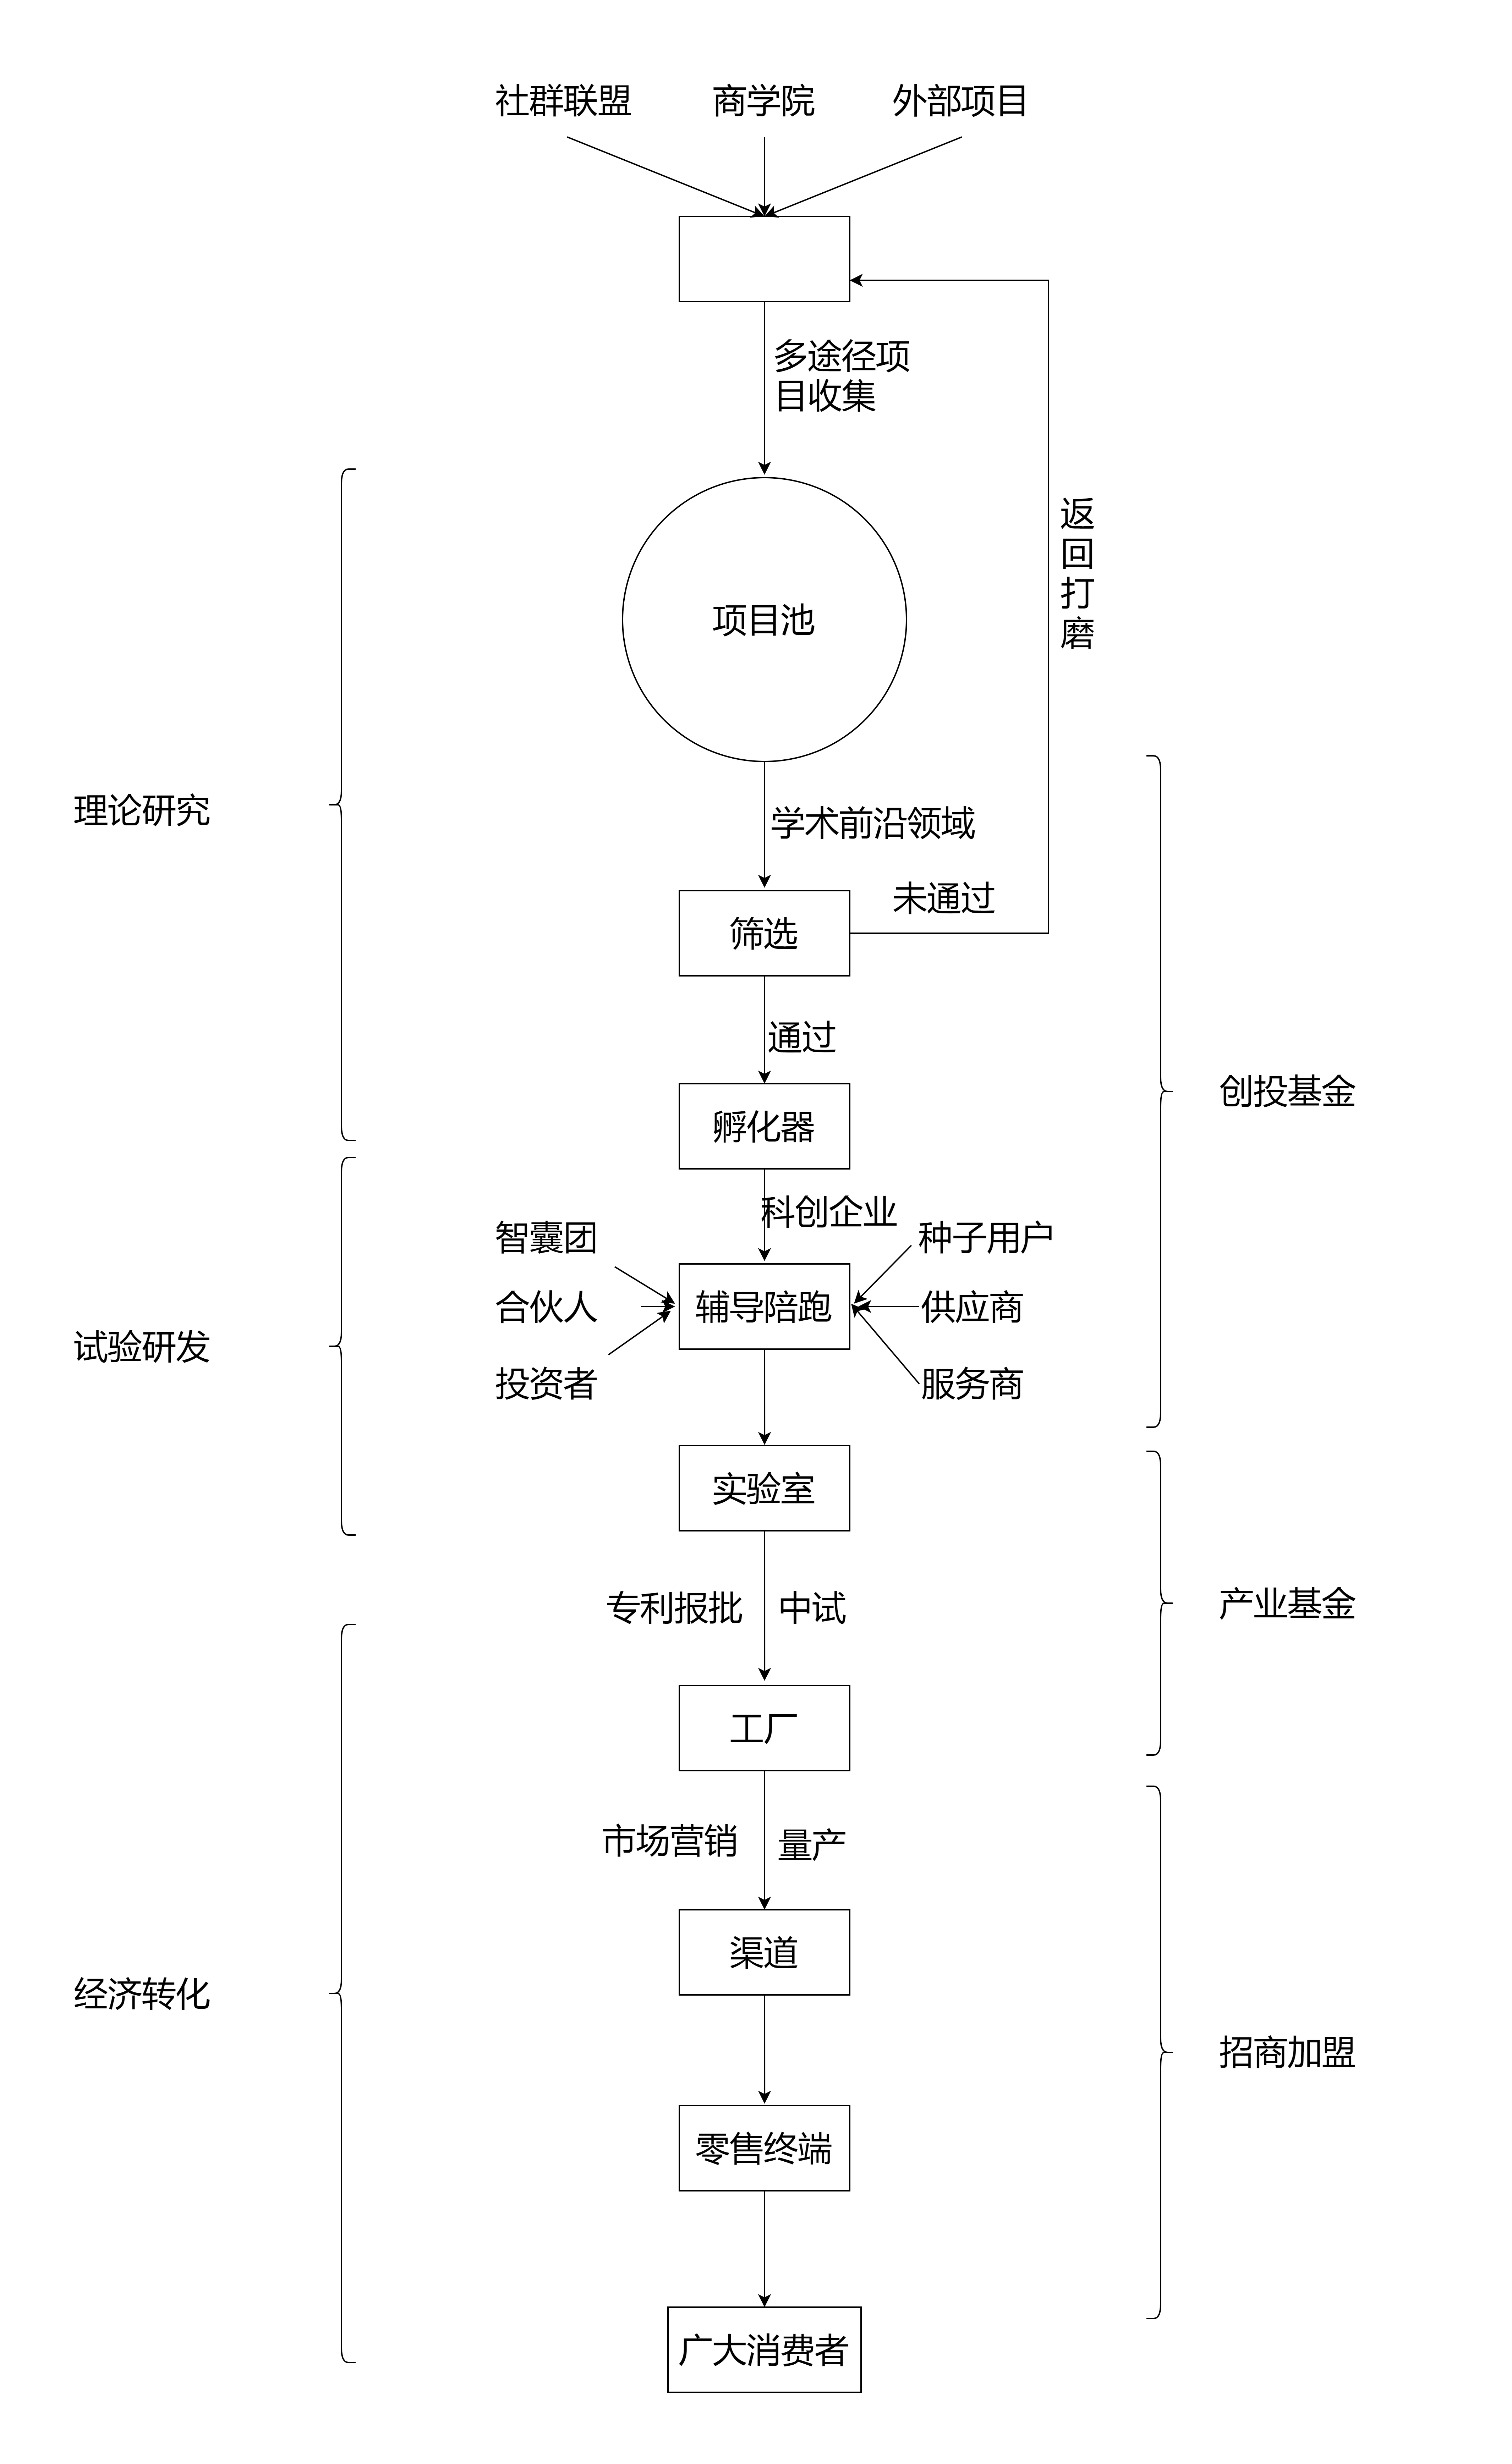 社群联盟
商学院
外部项目
多途径项
目收集
返
回
打
磨
项目池
理论研究
学术前沿领域
未通过
筛选
通过
创投基金
孵化器
科创企业
智囊团
种子用户
合伙人
辅导陪跑
供应商
试验研发
投资者
服务商
实验室
专利报批
中试
产业基金
工厂
市场营销
量产
渠道
经济转化
招商加盟
零售终端
广大消费者